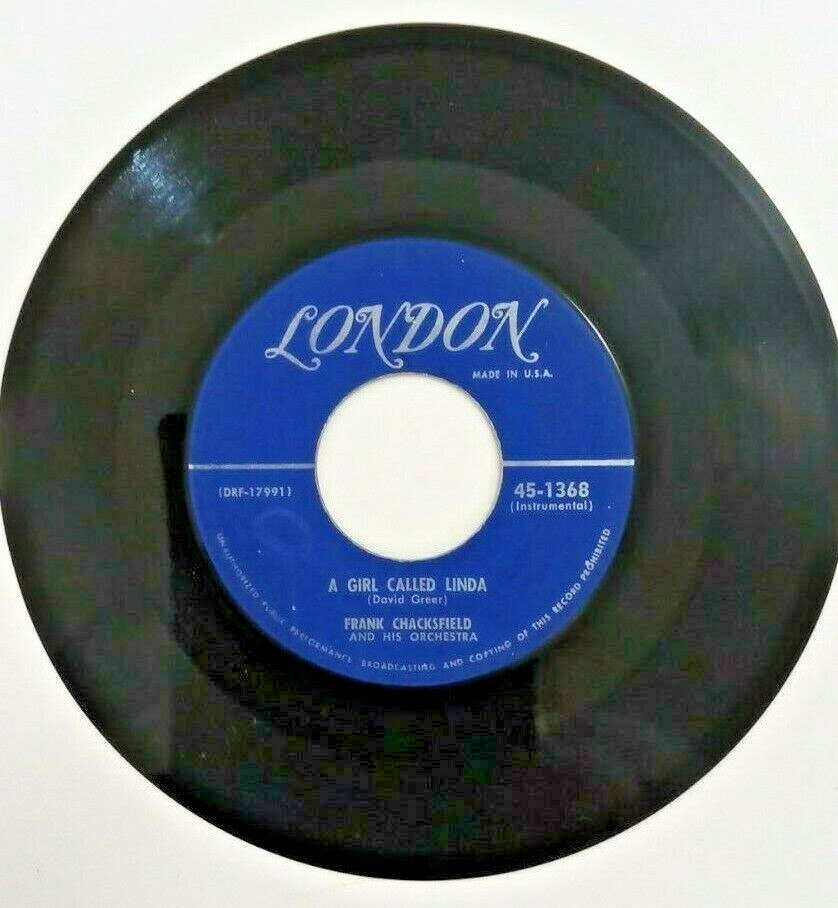 LONDON
MADE IN U.S.A.
(DRF-17991)
45-1368
(Instrumental)
A GIRL CALLED LINDA
(David Greer)
FRANK CHACKSFIELD
AND HIS ORCHESTRA
UNAUTHORIZED PUBLIC PERFORMANCE, BROADCASTING AND COPYING OF THIS RECORD PROHIBITED